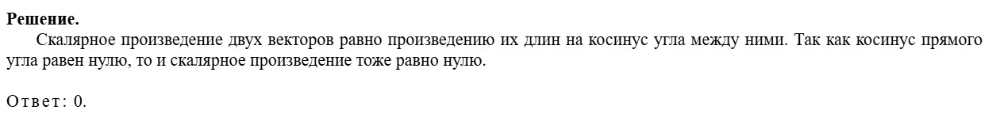 Решение.
Скалярное произведение двух векторов равно произведению их длин на косинус угла между ними. Так как косинус прямого
угла равен нулю, то и скалярное произведение тоже равно нулю.
Ответ: 0.